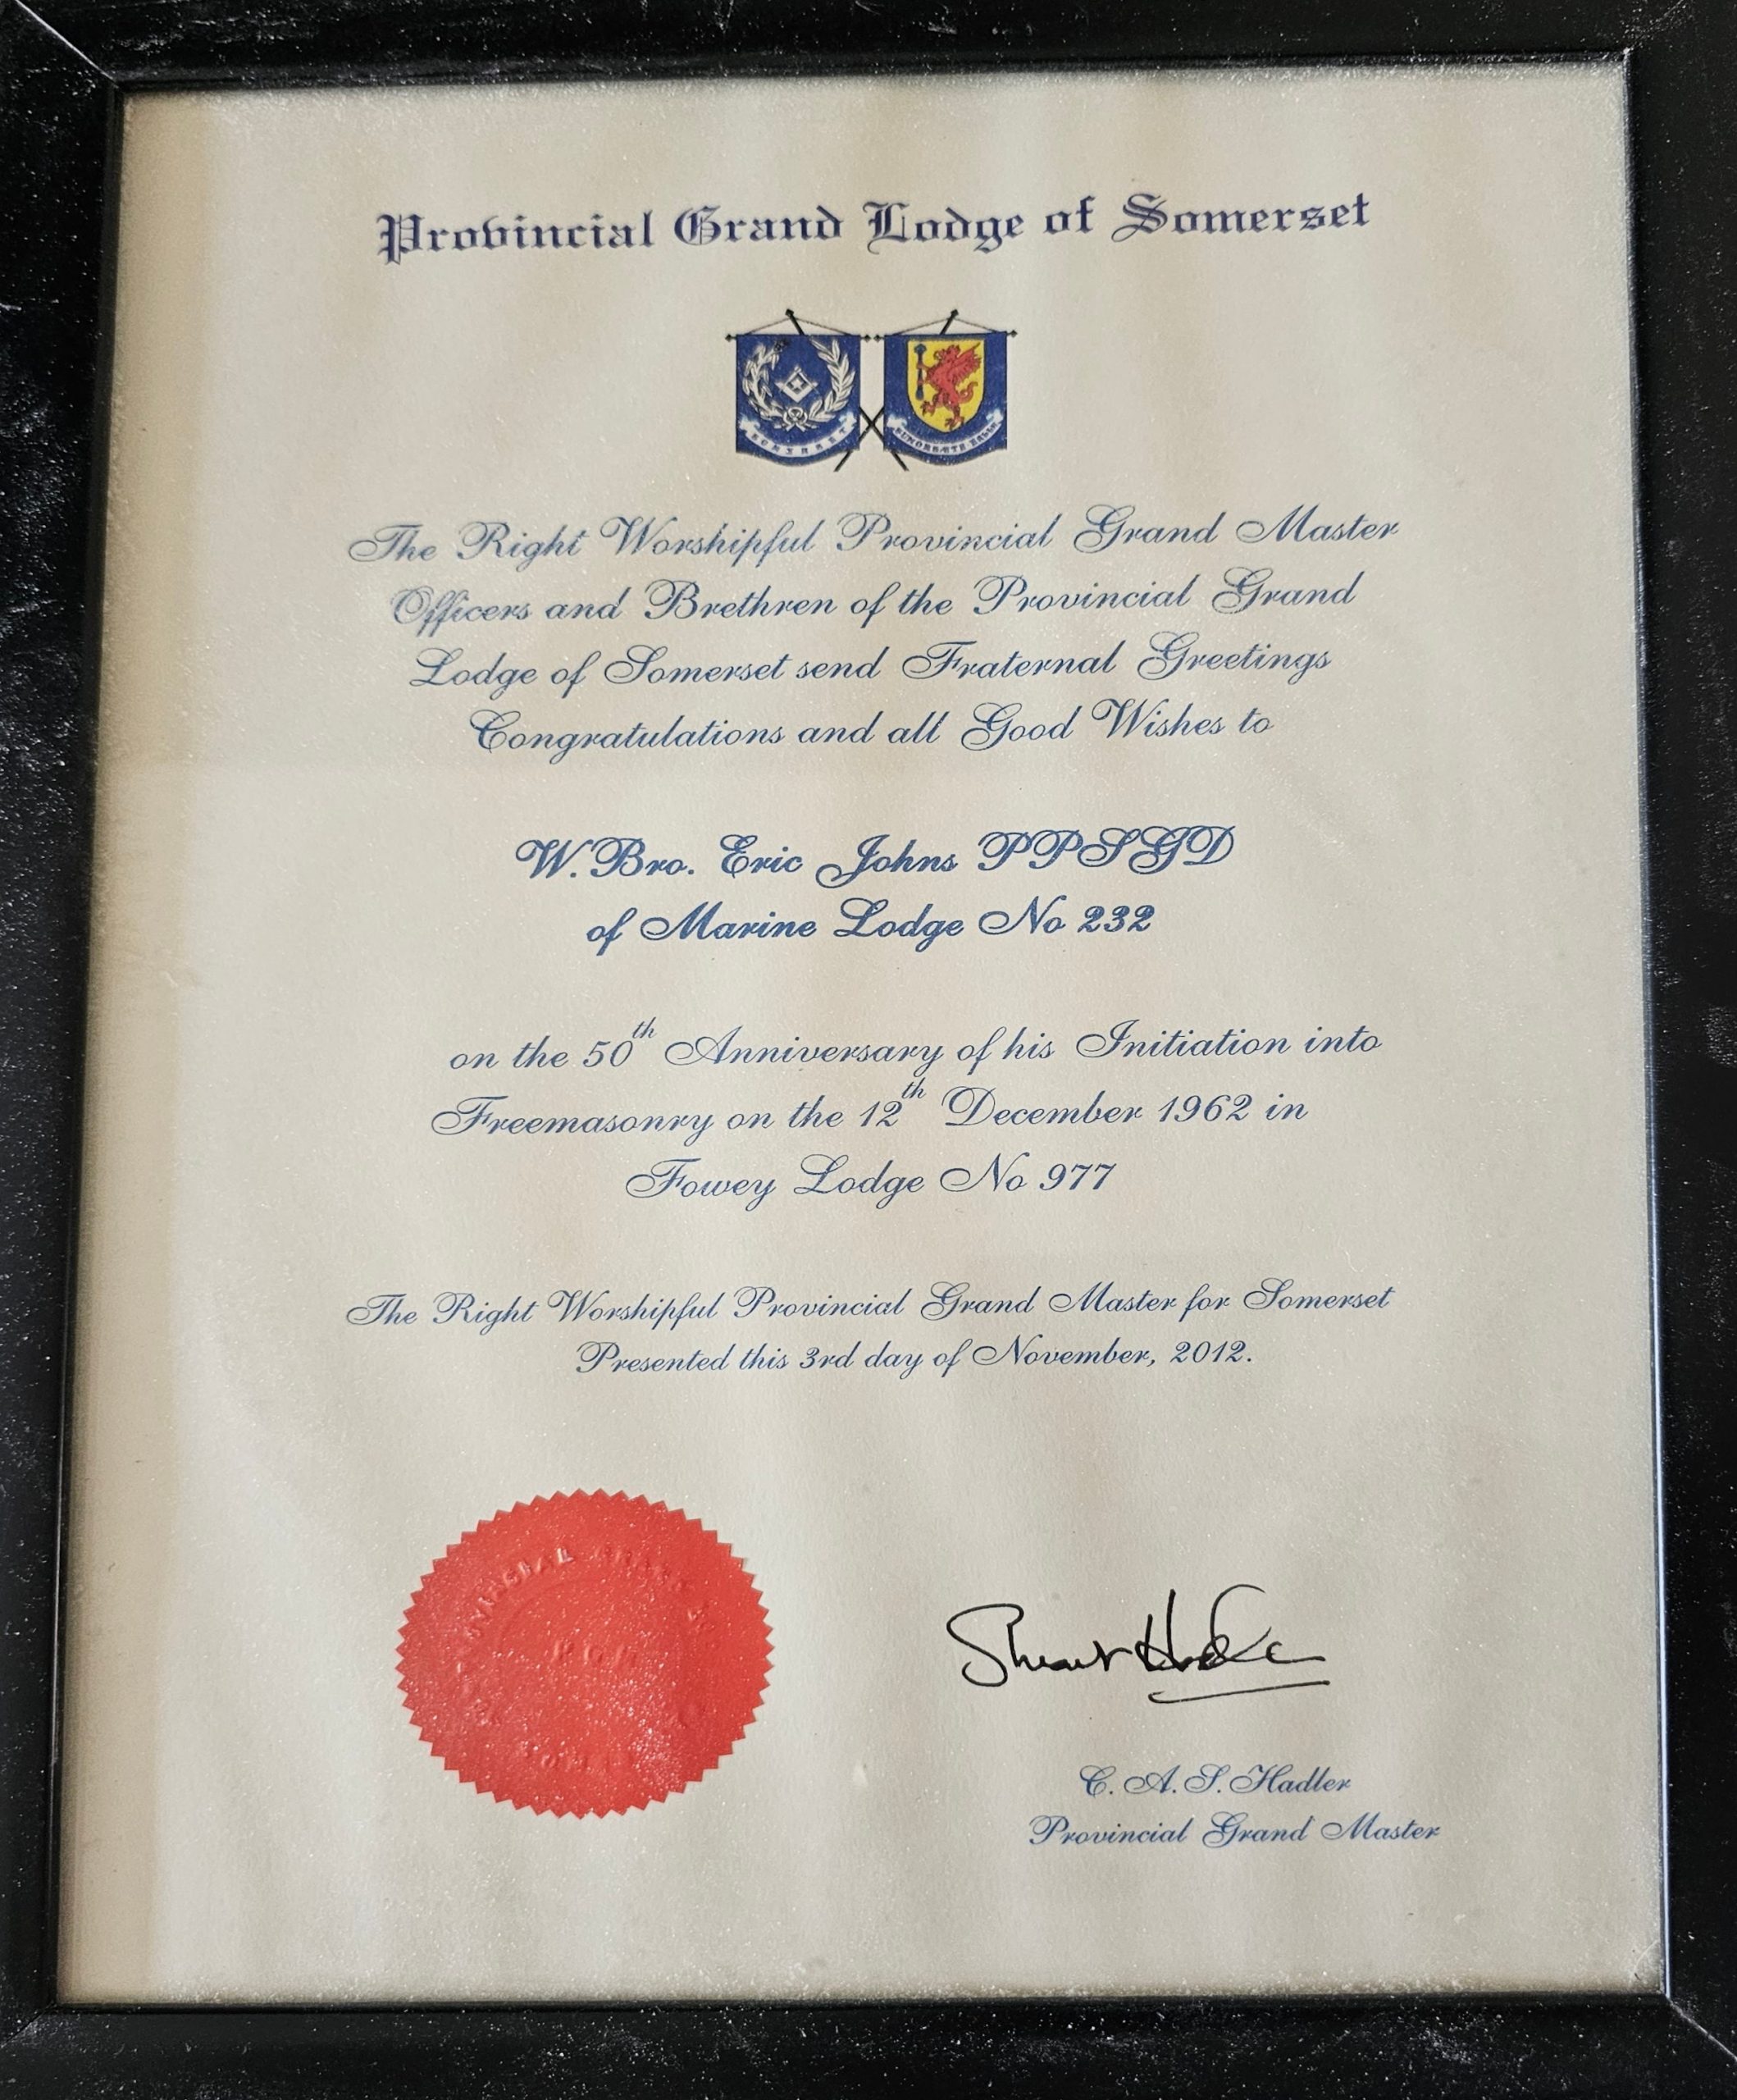 Provincial Grand Lodge of Somerset
SOMERSET
The Right Worshipful Provincial Grand Master
Officers and Brethren of the Provincial Grand
Lodge of Somerset send Fraternal Greetings
Congratulations and all Good Wishes to
W. Bro. Eric Johns PPSGD
of Marine Lodge No 232
on the 50th Anniversary of his Initiation into
Freemasonry on the 12th December 1962 in
Fowey Lodge No 977
The Right Worshipful Provincial Grand Master for Somerset
Presented this 3rd day of November, 2012.
C. A. S. Hadler
Provincial Grand Master